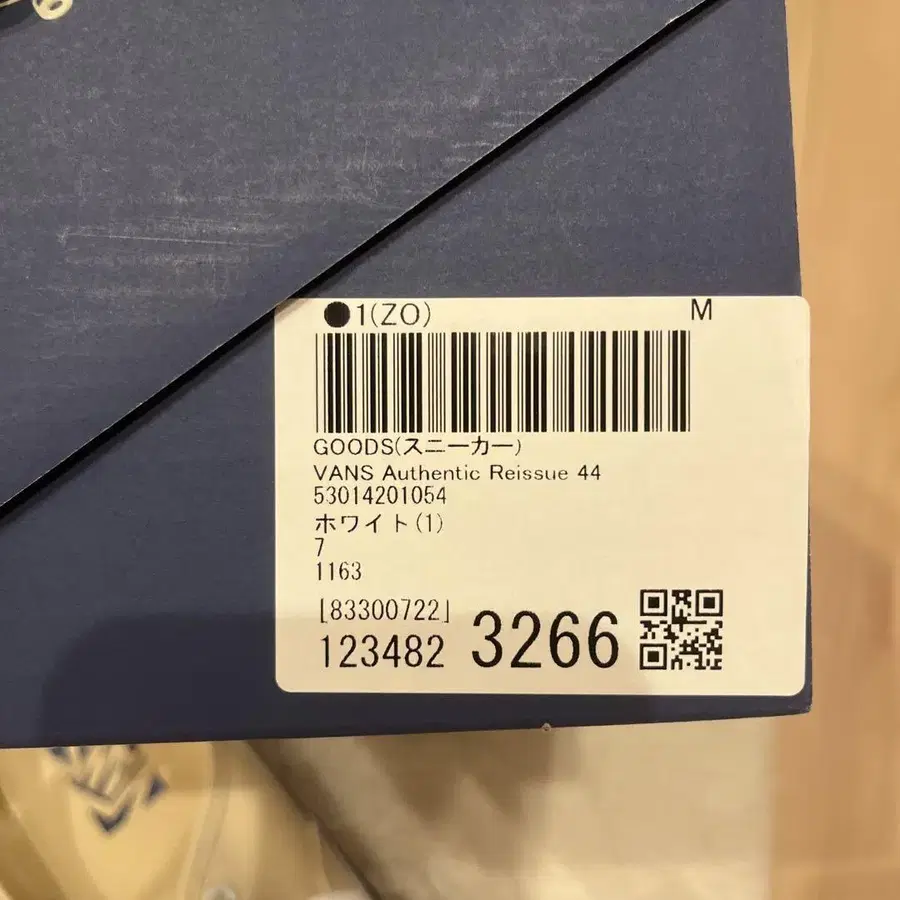 ●1(ZO) M
GOODS(スニーカー)
VANS Authentic Reissue 44
53014201054
ホワイト(1)
7
1163
[83300722]
123482 3266